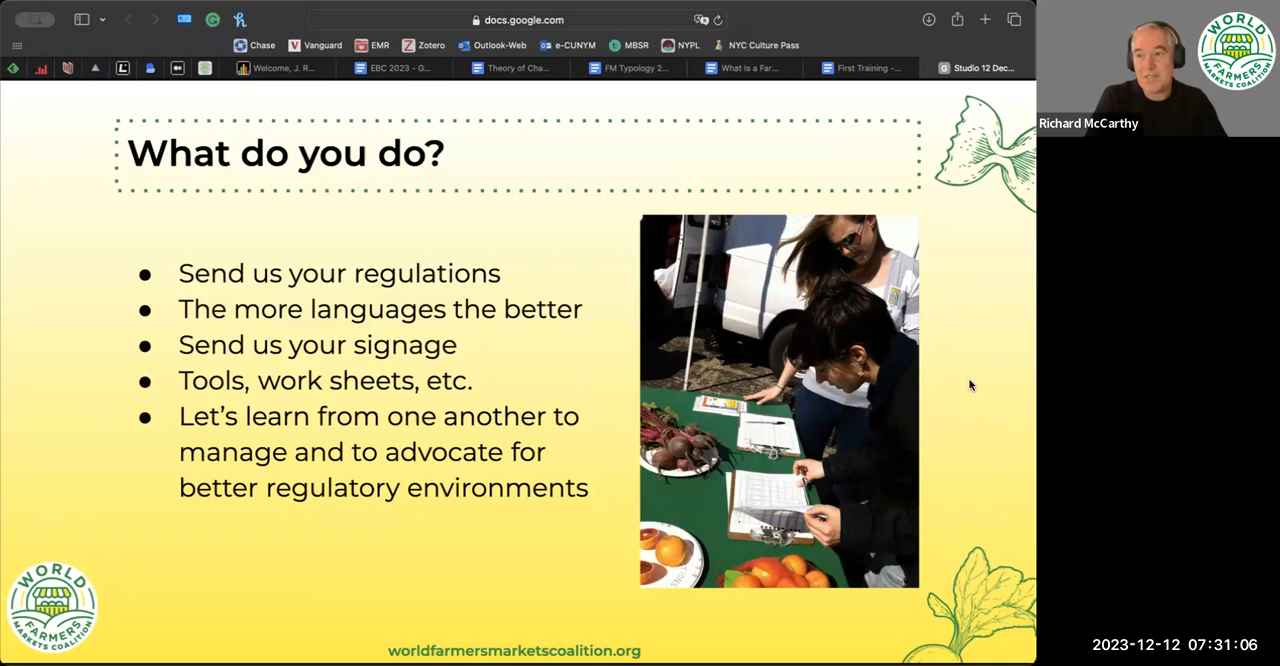 docs.google.com
Chase
Vanguard
EMR
Zotero
Outlook-Web
e-CUNYM
MBSR
NYPL
NYC Culture Pass
Welcome, J. R...
EBC 2023 - G...
Theory of Cha...
FM Typology 2...
What Is a Far...
First Training -...
Studio 12 Dec...
WORLD
FARMERS
MARKETS COALITION
Richard McCarthy
What do you do?
● Send us your regulations
● The more languages the better
● Send us your signage
● Tools, work sheets, etc.
● Let's learn from one another to
manage and to advocate for
better regulatory environments
WORLD
FARMERS
MARKETS COALITION
worldfarmersmarketscoalition.org
2023-12-12 07:31:06